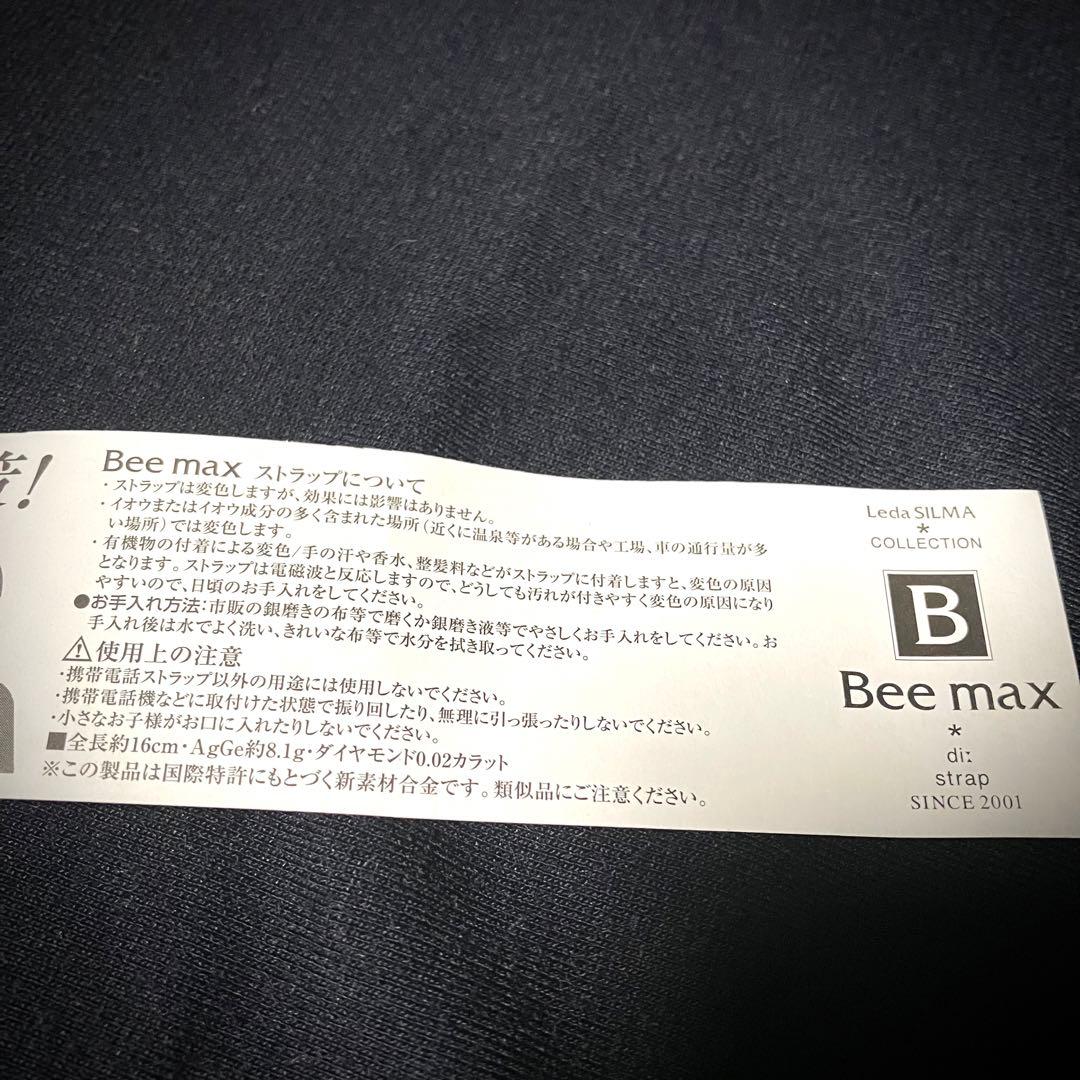 !
Bee max ストラップについて
・ストラップは変色しますが、効果には影響はありません。
・イオウまたはイオウ成分の多く含まれた場所（近くに温泉等がある場合や工場、車の通行量が多
い場所）では変色します。
・有機物の付着による変色/手の汗や香水、整髪料などがストラップに付着しますと、変色の原因
となります。ストラップは電磁波と反応しますので、どうしても汚れが付きやすく変色の原因になり
やすいので、日頃のお手入れをしてください。
●お手入れ方法：市販の銀磨きの布等で磨くか銀磨き液等でやさしくお手入れをしてください。お
手入れ後は水でよく洗い、きれいな布等で水分を拭き取ってください。
⚠使用上の注意
・携帯電話ストラップ以外の用途には使用しないでください。
・携帯電話機などに取付けた状態で振り回したり、無理に引っ張ったりしないでください。
・小さなお子様がお口に入れたりしないでください。
■全長約16cm・AgGe約8.1g・ダイヤモンド0.02カラット
※この製品は国際特許にもとづく新素材合金です。類似品にご注意ください。
Leda SILMA
*
COLLECTION
B
Bee max
*
di:
strap
SINCE 2001